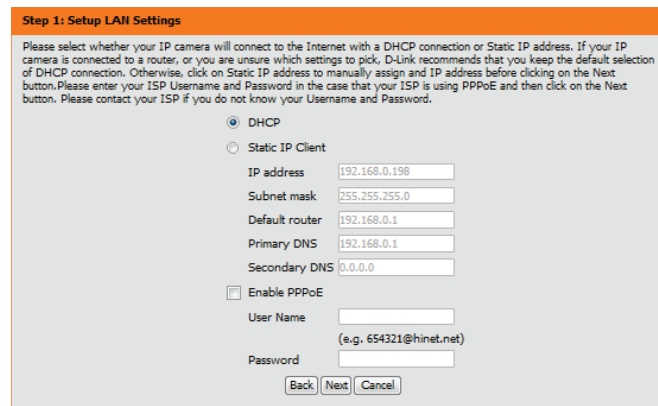 Step 1: Setup LAN Settings
Please select whether your IP camera will connect to the Internet with a DHCP connection or Static IP address. If your IP
camera is connected to a router, or you are unsure which settings to pick, D-Link recommends that you keep the default selection
of DHCP connection. Otherwise, click on Static IP address to manually assign and IP address before clicking on the Next
button.Please enter your ISP Username and Password in the case that your ISP is using PPPoE and then click on the Next
button. Please contact your ISP if you do not know your Username and Password.
DHCP
Static IP Client
IP address 192.168.0.198
Subnet mask 255.255.255.0
Default router 192.168.0.1
Primary DNS 192.168.0.1
Secondary DNS 0.0.0.0
Enable PPPoE
User Name
(e.g. 654321@hinet.net)
Password
Back Next Cancel